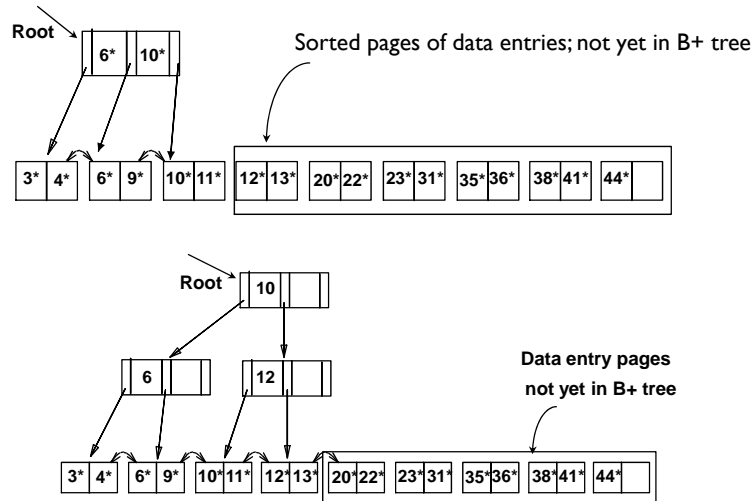 Root
Sorted pages of data entries; not yet in B+ tree
6* 10*
3* 4* 6* 9* 10* 11* 12* 13* 20* 22* 23* 31* 35* 36* 38* 41* 44*
Root
10
6 12
Data entry pages
not yet in B+ tree
3* 4* 6* 9* 10* 11* 12* 13* 20* 22* 23* 31* 35* 36* 38* 41* 44*